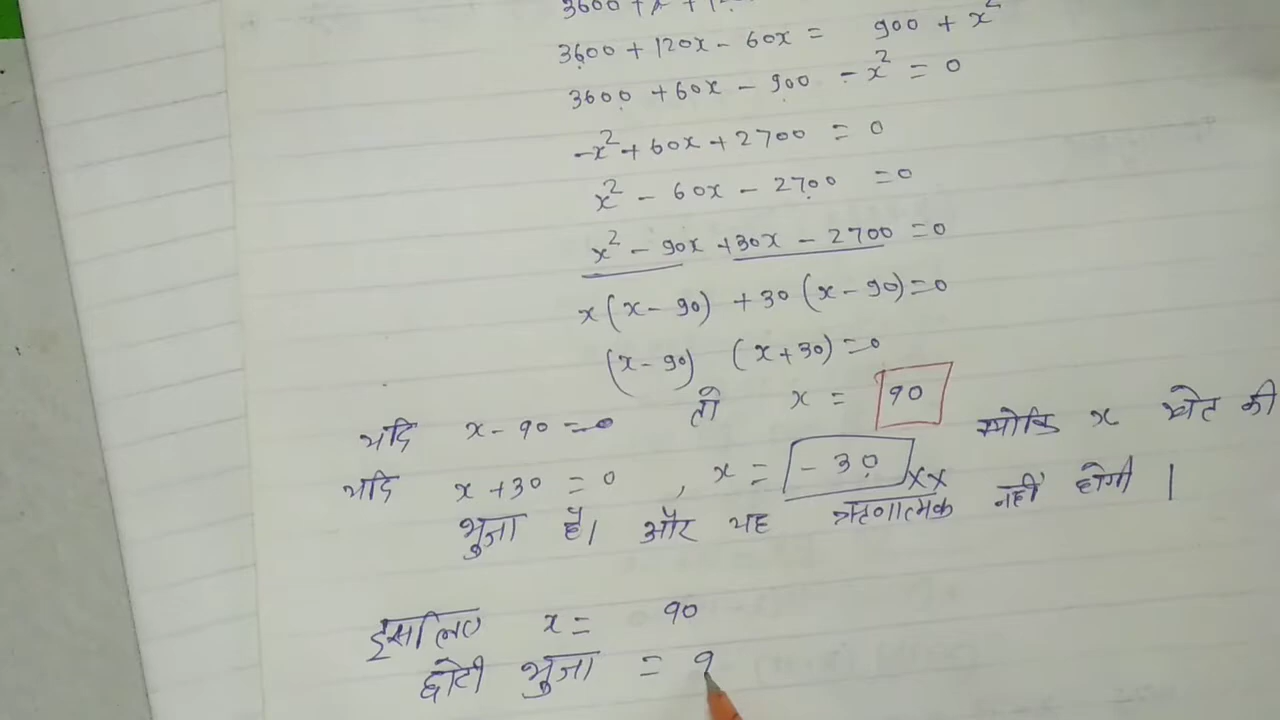 3600 +
3600 + 120x - 60x = 900 + x²
3600 + 60x - 900 - x² = 0
-x² + 60x + 2700 = 0
x² - 60x - 2700 = 0
x² - 90x + 30x - 2700 = 0
x(x - 90) + 30(x - 90) = 0
(x - 90) (x + 30) = 0
यदि x - 90 = 0 तो x = 90
यदि x + 30 = 0 , x = -30 xx क्योकि x खेत की
भुजा है। और यह ऋणात्मक नहीं होगी।
इसलिए x = 90
छोटी भुजा = 9